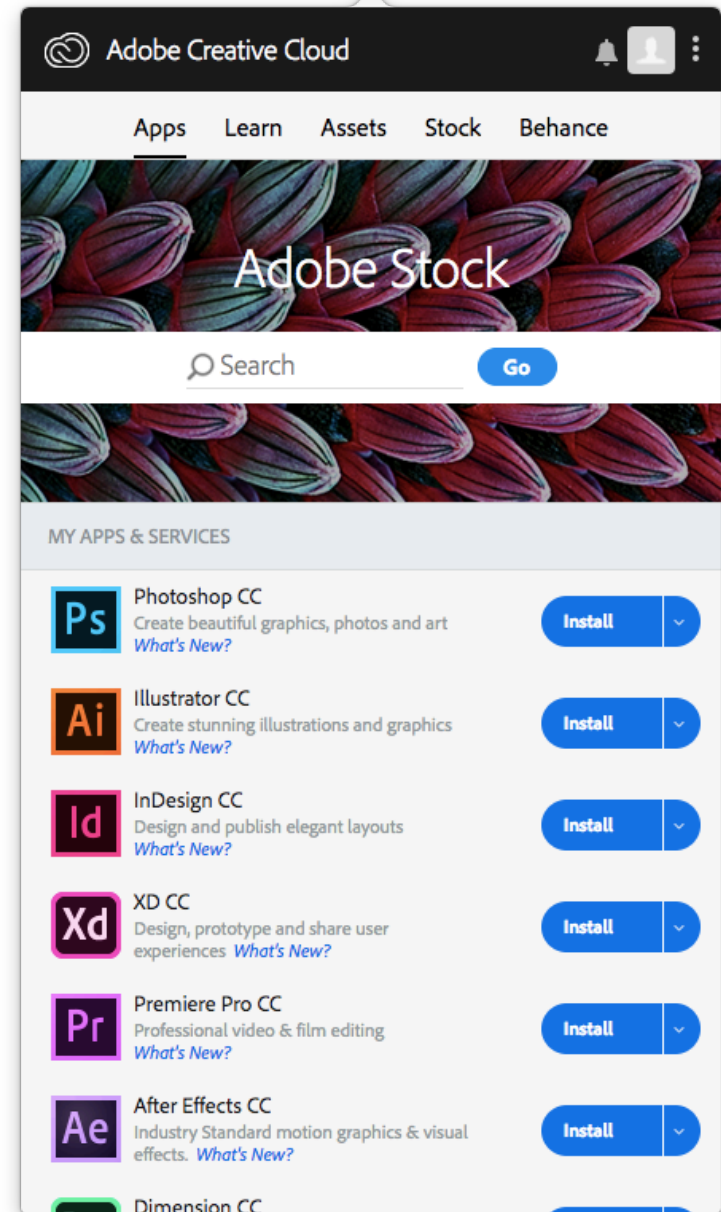 Adobe Creative Cloud
Apps Learn Assets Stock Behance
Adobe Stock
Search Go
MY APPS & SERVICES
Ps
Photoshop CC
Create beautiful graphics, photos and art
What's New?
Install
Ai
Illustrator CC
Create stunning illustrations and graphics
What's New?
Install
Id
InDesign CC
Design and publish elegant layouts
What's New?
Install
Xd
XD CC
Design, prototype and share user
experiences What's New?
Install
Pr
Premiere Pro CC
Professional video & film editing
What's New?
Install
Ae
After Effects CC
Industry Standard motion graphics & visual
effects. What's New?
Install
Dimension CC